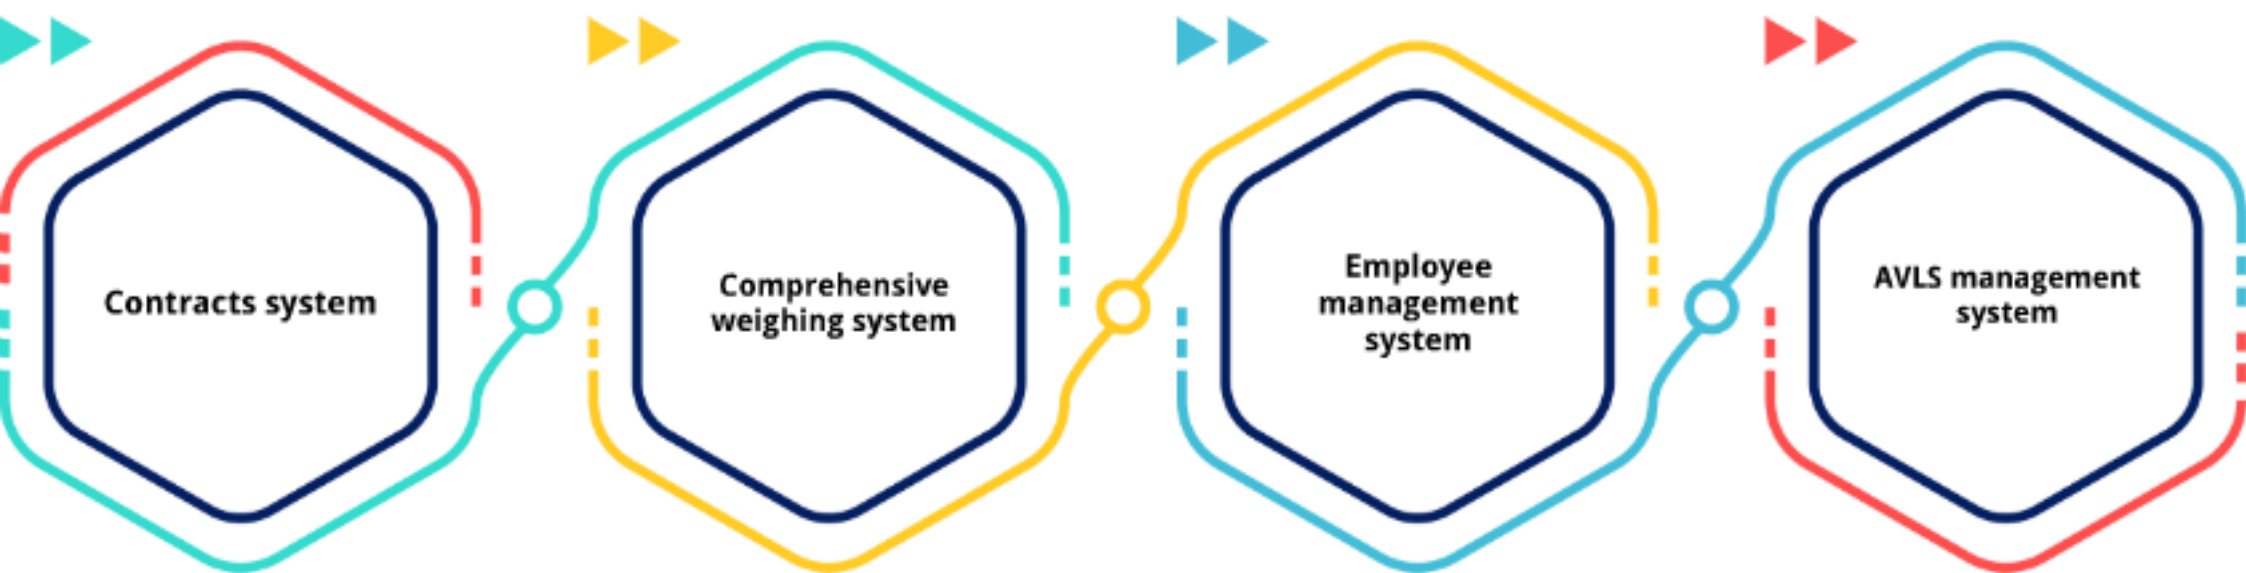 Contracts system
Comprehensive
weighing system
Employee
management
system
AVLS management
system